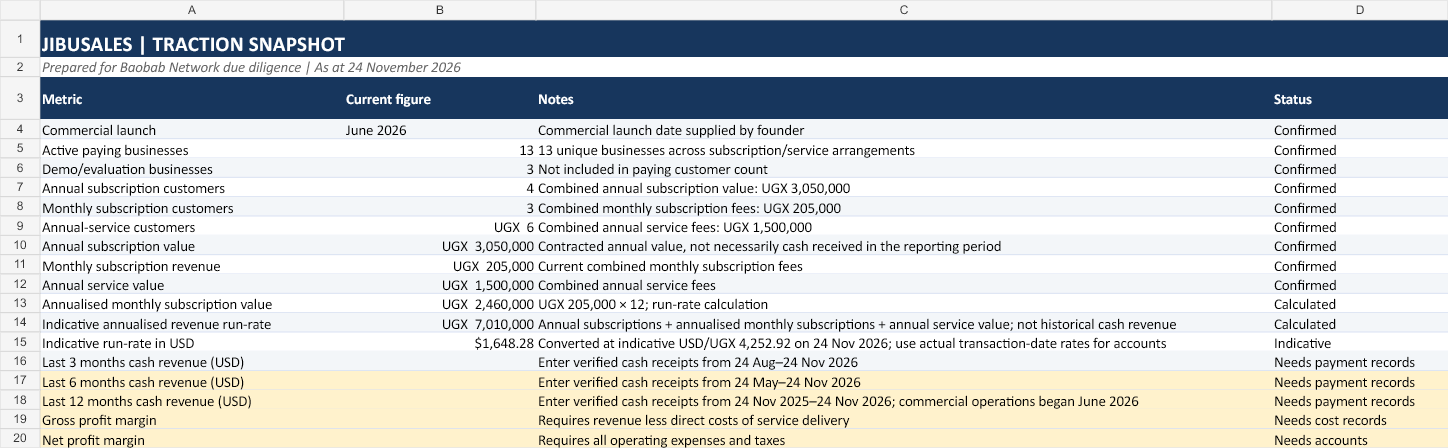 A B C D
1 JIBUSALES | TRACTION SNAPSHOT
2 Prepared for Baobab Network due diligence | As at 24 November 2026
3 Metric Current figure Notes Status
4 Commercial launch June 2026 Commercial launch date supplied by founder Confirmed
5 Active paying businesses 13 13 unique businesses across subscription/service arrangements Confirmed
6 Demo/evaluation businesses 3 Not included in paying customer count Confirmed
7 Annual subscription customers 4 Combined annual subscription value: UGX 3,050,000 Confirmed
8 Monthly subscription customers 3 Combined monthly subscription fees: UGX 205,000 Confirmed
9 Annual-service customers UGX 6 Combined annual service fees: UGX 1,500,000 Confirmed
10 Annual subscription value UGX 3,050,000 Contracted annual value, not necessarily cash received in the reporting period Confirmed
11 Monthly subscription revenue UGX 205,000 Current combined monthly subscription fees Confirmed
12 Annual service value UGX 1,500,000 Combined annual service fees Confirmed
13 Annualised monthly subscription value UGX 2,460,000 UGX 205,000 × 12; run-rate calculation Calculated
14 Indicative annualised revenue run-rate UGX 7,010,000 Annual subscriptions + annualised monthly subscriptions + annual service value; not historical cash revenue Calculated
15 Indicative run-rate in USD $1,648.28 Converted at indicative USD/UGX 4,252.92 on 24 Nov 2026; use actual transaction-date rates for accounts Indicative
16 Last 3 months cash revenue (USD) Enter verified cash receipts from 24 Aug–24 Nov 2026 Needs payment records
17 Last 6 months cash revenue (USD) Enter verified cash receipts from 24 May–24 Nov 2026 Needs payment records
18 Last 12 months cash revenue (USD) Enter verified cash receipts from 24 Nov 2025–24 Nov 2026; commercial operations began June 2026 Needs payment records
19 Gross profit margin Requires revenue less direct costs of service delivery Needs cost records
20 Net profit margin Requires all operating expenses and taxes Needs accounts